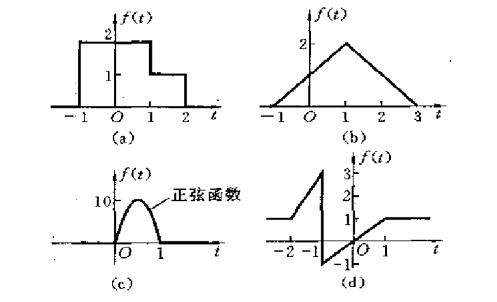 f(t)
2
1
-1 O 1 2 t
(a)
f(t)
2
-1 O 1 2 3 t
(b)
f(t)
10
正弦函数
O 1 t
(c)
f(t)
3
2
1
-2 -1 O 1 t
-1
(d)